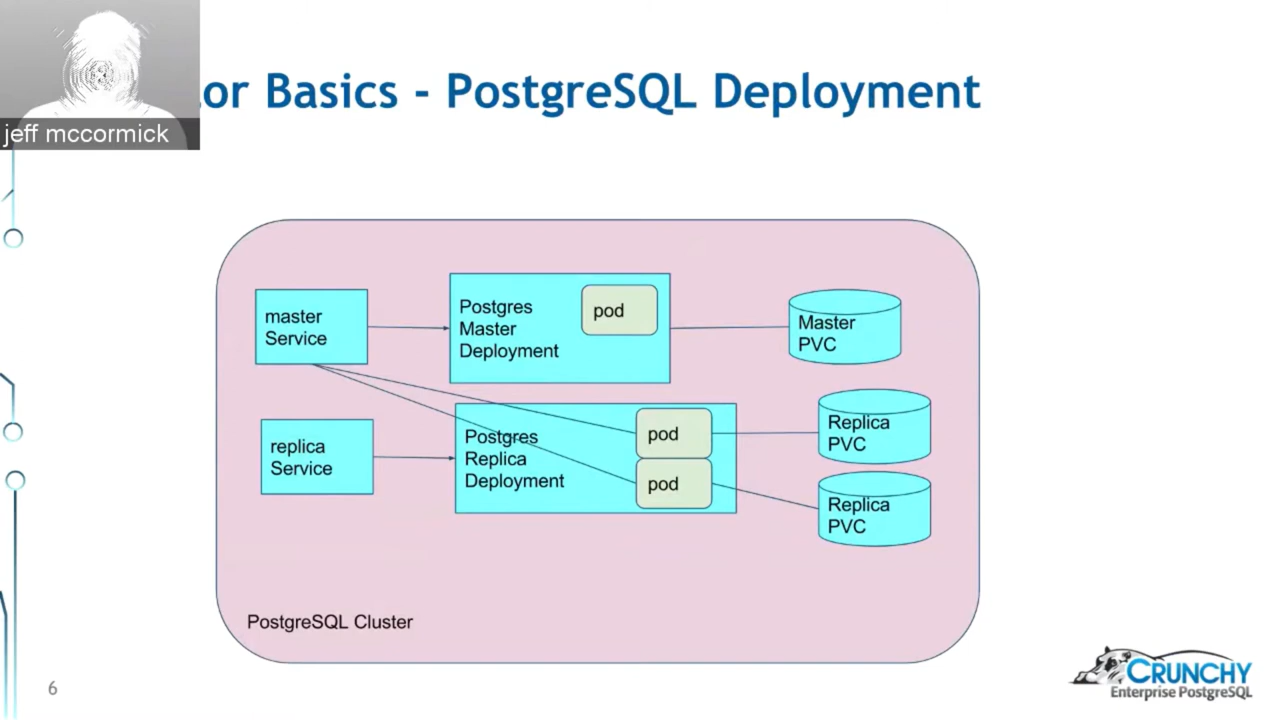 or Basics - PostgreSQL Deployment
jeff mccormick
master
Service
Postgres
Master
Deployment
pod
Master
PVC
replica
Service
Postgres
Replica
Deployment
pod
pod
Replica
PVC
Replica
PVC
PostgreSQL Cluster
6
CRUNCHY
Enterprise PostgreSQL